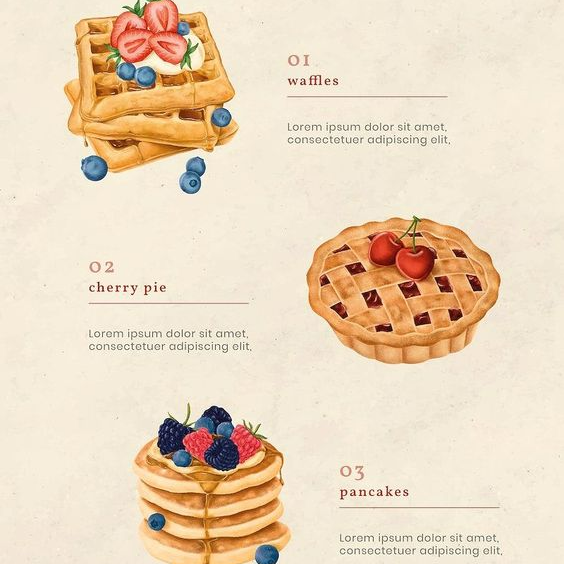 01
waffles
Lorem ipsum dolor sit amet,
consectetuer adipiscing elit,
02
cherry pie
Lorem ipsum dolor sit amet,
consectetuer adipiscing elit,
03
pancakes
Lorem ipsum dolor sit amet,
consectetuer adipiscing elit,